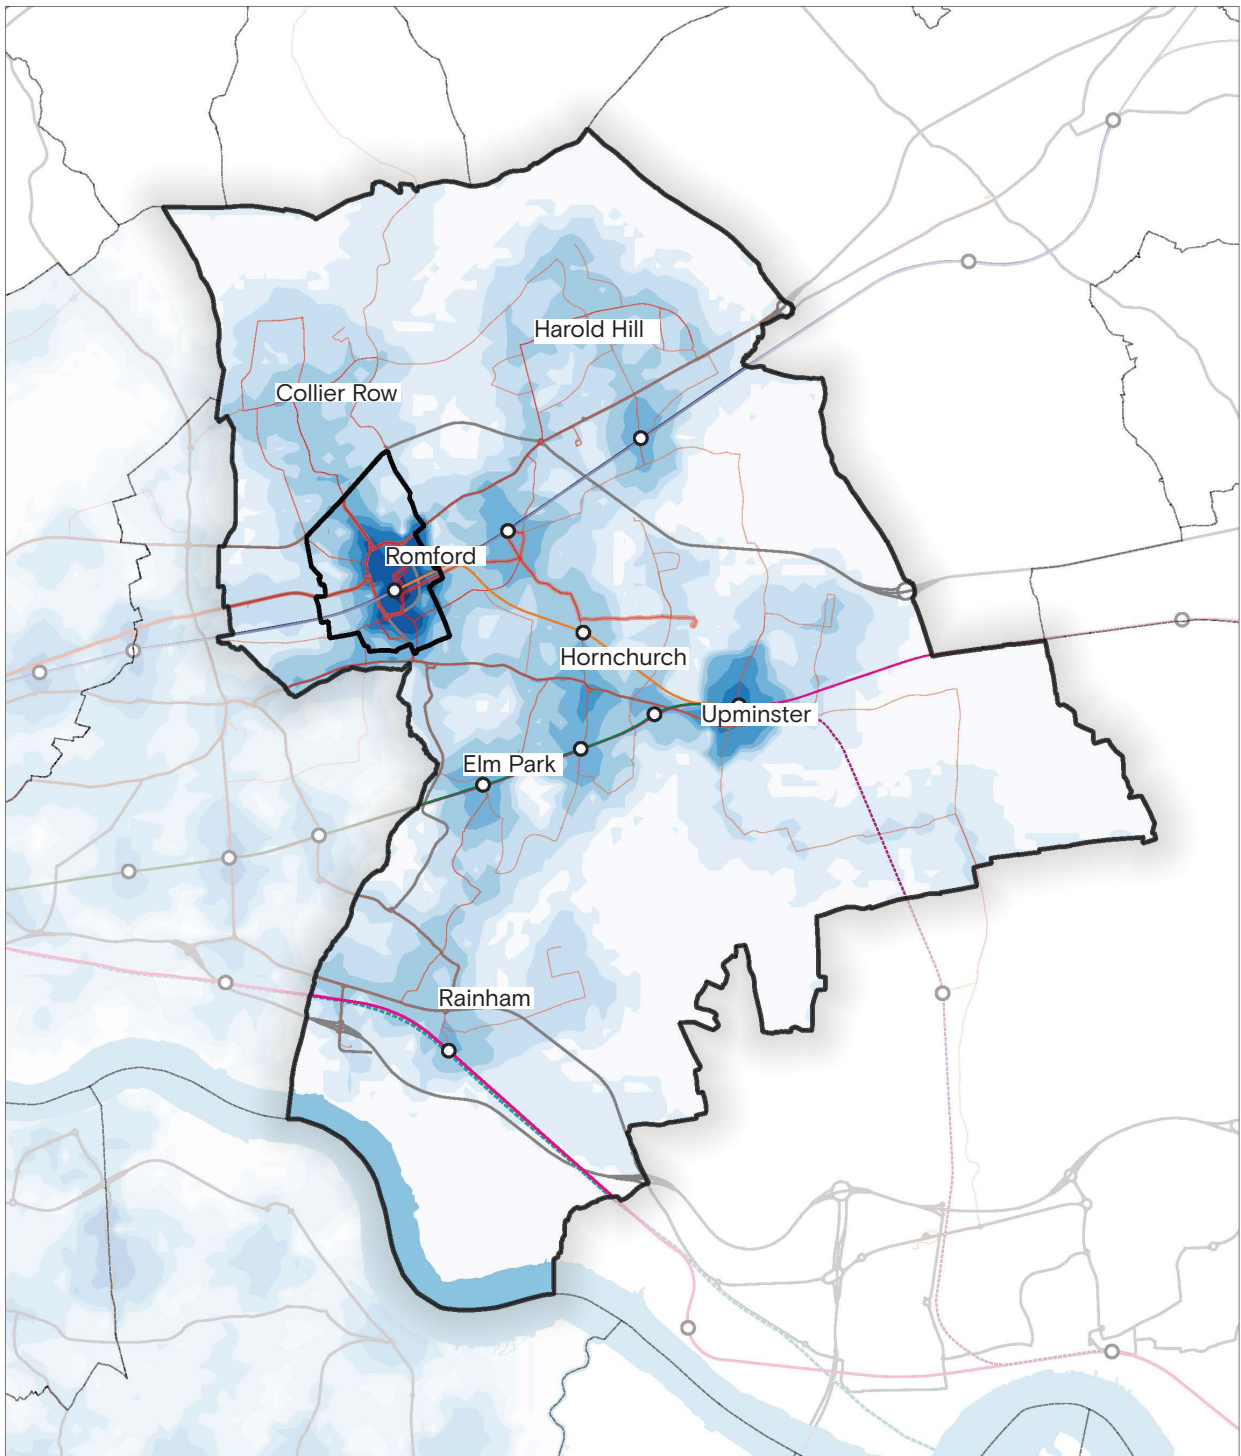 Harold Hill
Collier Row
Romford
Hornchurch
Upminster
Elm Park
Rainham